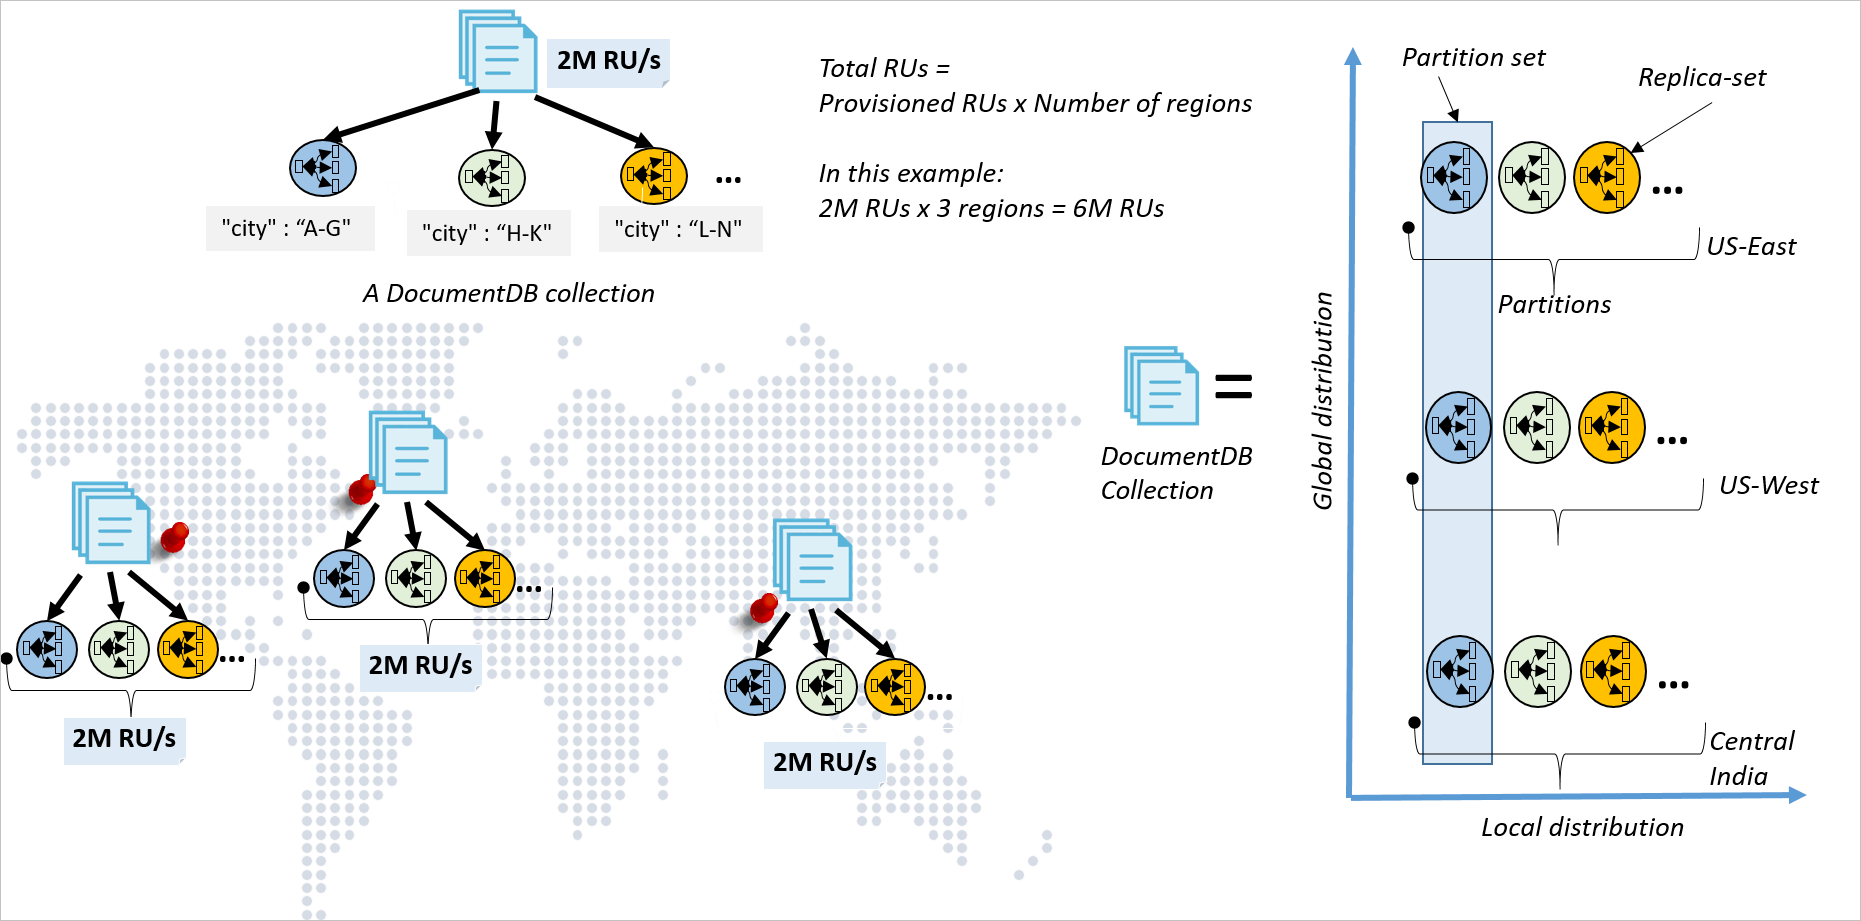 2M RU/s
"city" : “A-G"
"city" : “H-K"
"city" : “L-N"
...
A DocumentDB collection
Total RUs =
Provisioned RUs x Number of regions
In this example:
2M RUs x 3 regions = 6M RUs
...
2M RU/s
...
2M RU/s
...
2M RU/s
DocumentDB
Collection
=
Global distribution
Partition set
Replica-set
...
US-East
Partitions
...
US-West
...
Central
India
Local distribution